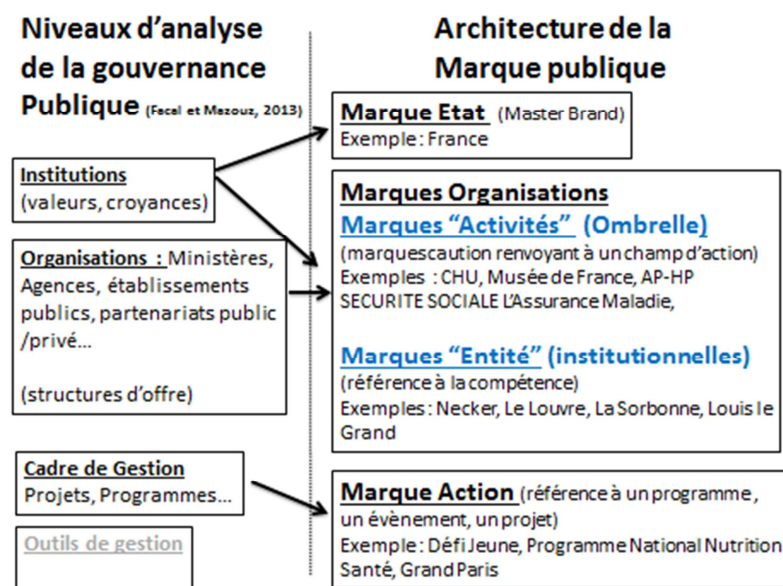 Niveaux d'analyse
de la gouvernance
Publique (Facal et Mazouz, 2013)
Institutions
(valeurs, croyances)
Organisations : Ministères,
Agences, établissements
publics, partenariats public
/privé...
(structures d'offre)
Cadre de Gestion
Projets, Programmes...
Outils de gestion
Architecture de la
Marque publique
Marque Etat (Master Brand)
Exemple : France
Marques Organisations
Marques "Activités" (Ombrelle)
(marquescaution renvoyant à un champ d'action)
Exemples : CHU, Musée de France, AP-HP
SECURITE SOCIALE L'Assurance Maladie,
Marques "Entité" (institutionnelles)
(référence à la compétence)
Exemples : Necker, Le Louvre, La Sorbonne, Louis le
Grand
Marque Action (référence à un programme,
un évènement, un projet)
Exemple : Défi Jeune, Programme National Nutrition
Santé, Grand Paris